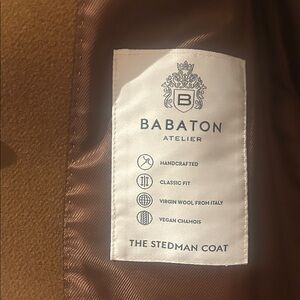 B
BABATON
ATELIER
HANDCRAFTED
CLASSIC FIT
VIRGIN WOOL FROM ITALY
VEGAN CHAMOIS
THE STEDMAN COAT